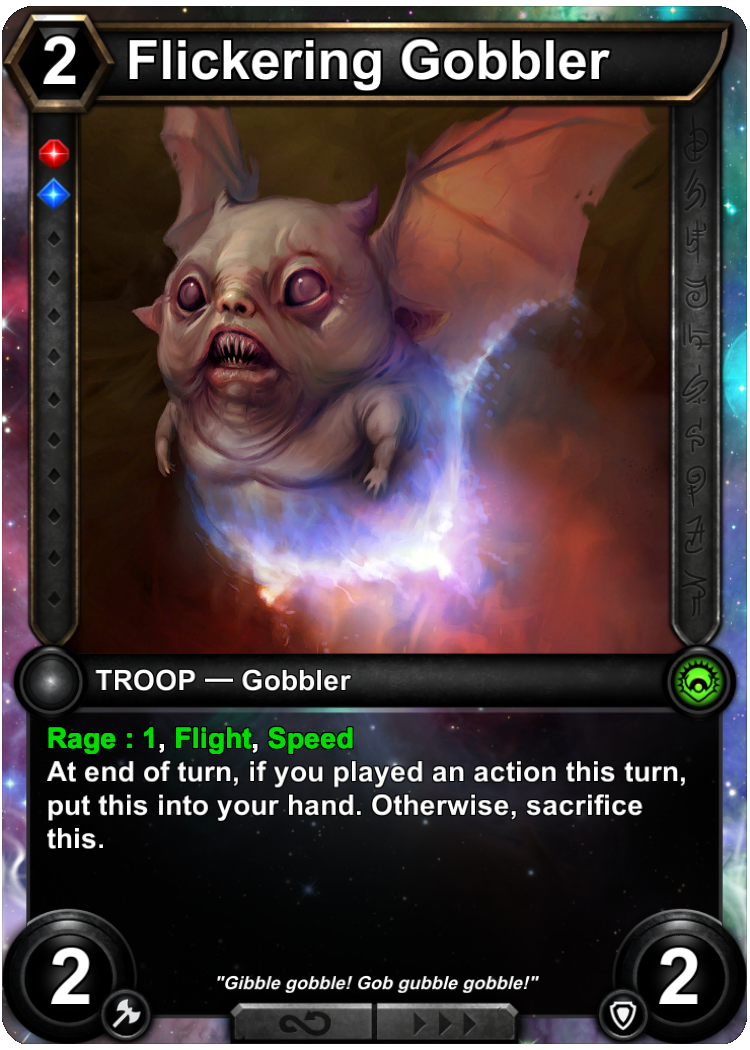 2 Flickering Gobbler
TROOP — Gobbler
Rage : 1, Flight, Speed
At end of turn, if you played an action this turn,
put this into your hand. Otherwise, sacrifice
this.
"Gibble gobble! Gob gubble gobble!"
2 2